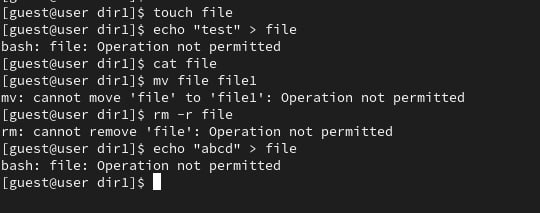 [guest@user dir1]$ touch file
[guest@user dir1]$ echo "test" > file
bash: file: Operation not permitted
[guest@user dir1]$ cat file
[guest@user dir1]$ mv file file1
mv: cannot move 'file' to 'file1': Operation not permitted
[guest@user dir1]$ rm -r file
rm: cannot remove 'file': Operation not permitted
[guest@user dir1]$ echo "abcd" > file
bash: file: Operation not permitted
[guest@user dir1]$